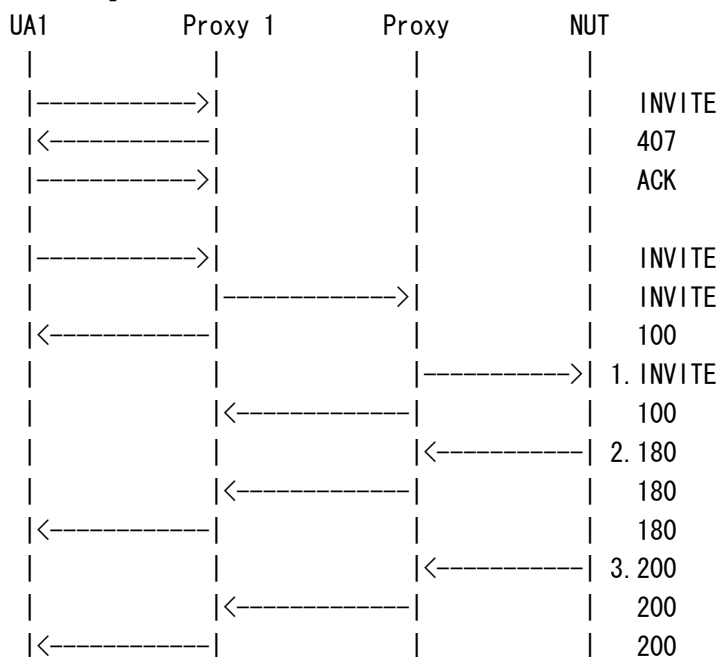 UA1 Proxy 1 Proxy NUT
| | | |
|------------>| | | INVITE
|<------------| | | 407
|------------>| | | ACK
| | | |
|------------>| | | INVITE
| |------------>| | INVITE
|<------------| | | 100
| | |----------->| 1.INVITE
| |<------------| | 100
| | |<-----------| 2.180
| |<------------| | 180
|<------------| | | 180
| | |<-----------| 3.200
| |<------------| | 200
|<------------| | | 200